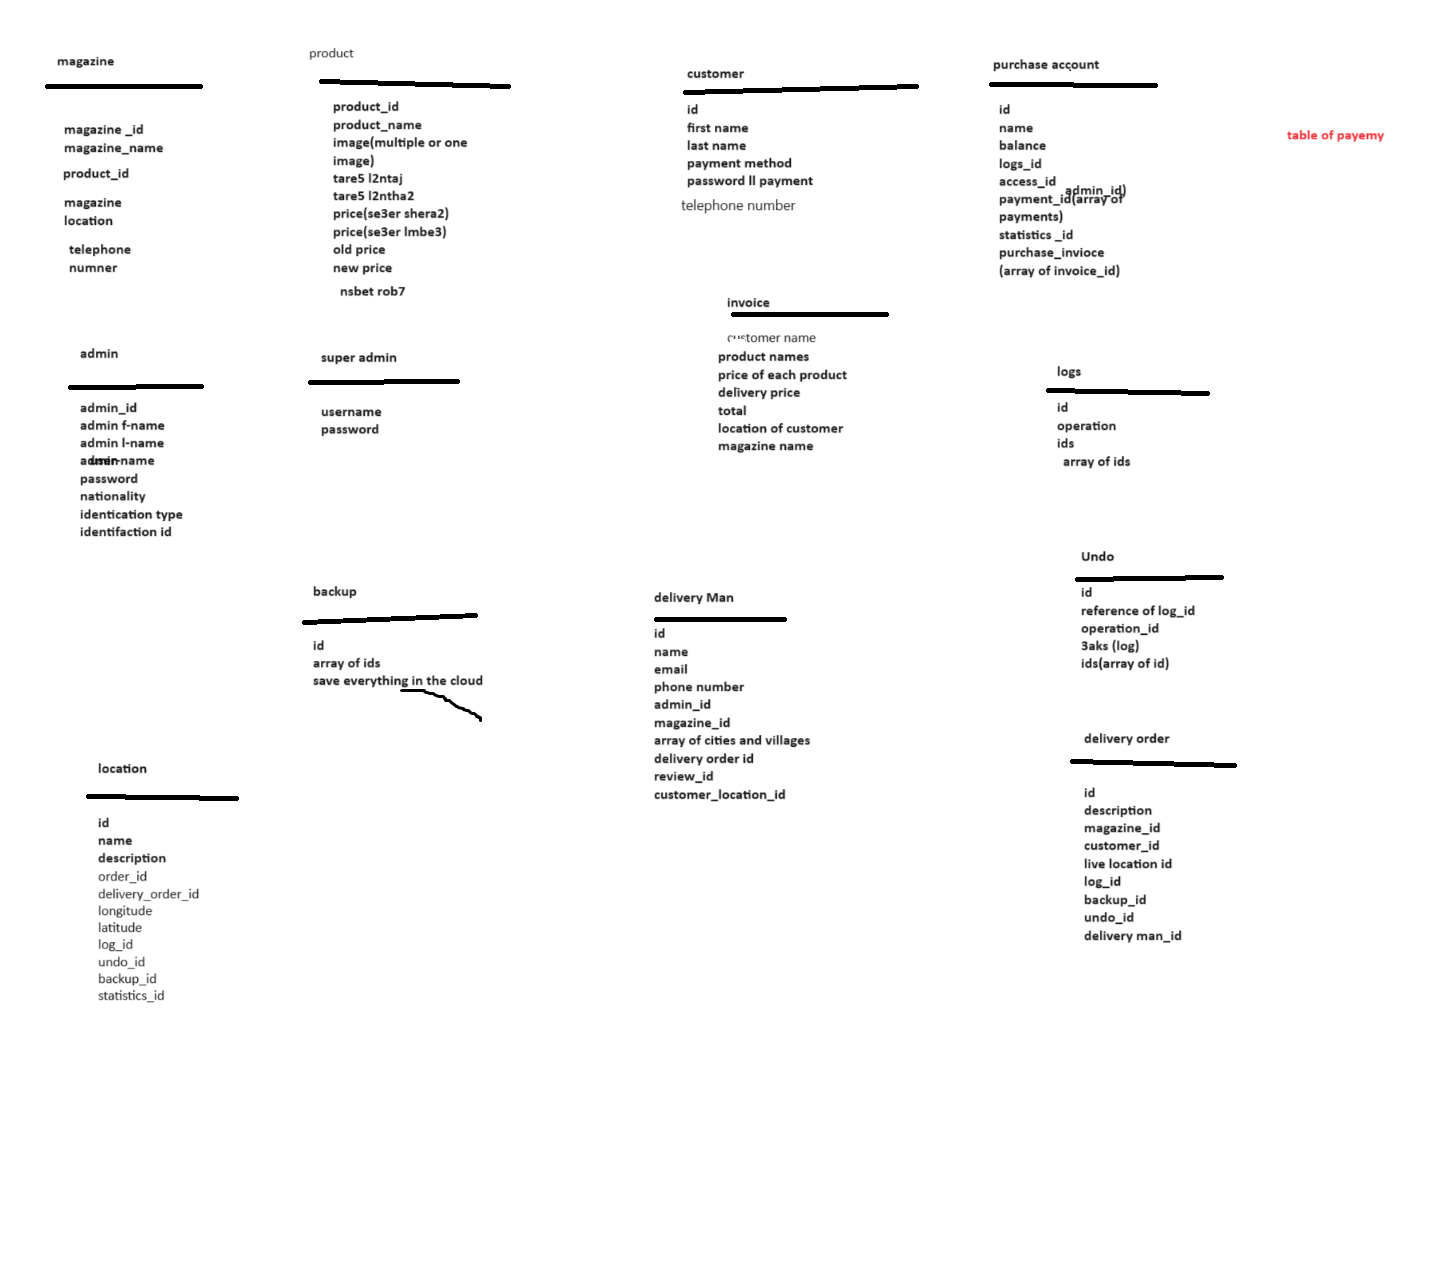 magazine
magazine _id
magazine_name
product_id
magazine
location
telephone
numner
product
product_id
product_name
image(multiple or one
image)
tare5 l2ntaj
tare5 l2ntha2
price(se3er shera2)
price(se3er lmbe3)
old price
new price
nsbet rob7
customer
id
first name
last name
payment method
password ll payment
telephone number
purchase account
id
name
balance
logs_id
access_id
admin_id)
payment_id(array of
payments)
statistics _id
purchase_invioce
(array of invoice_id)
table of payemy
admin
admin_id
admin f-name
admin l-name
user-name
password
nationality
identication type
identifaction id
super admin
username
password
invoice
customer name
product names
price of each product
delivery price
total
location of customer
magazine name
logs
id
operation
ids
array of ids
backup
id
array of ids
save everything in the cloud
delivery Man
id
name
email
phone number
admin_id
magazine_id
array of cities and villages
delivery order id
review_id
customer_location_id
Undo
id
reference of log_id
operation_id
3aks (log)
ids(array of id)
location
id
name
description
order_id
delivery_order_id
longitude
latitude
log_id
undo_id
backup_id
statistics_id
delivery order
id
description
magazine_id
customer_id
live location id
log_id
backup_id
undo_id
delivery man_id